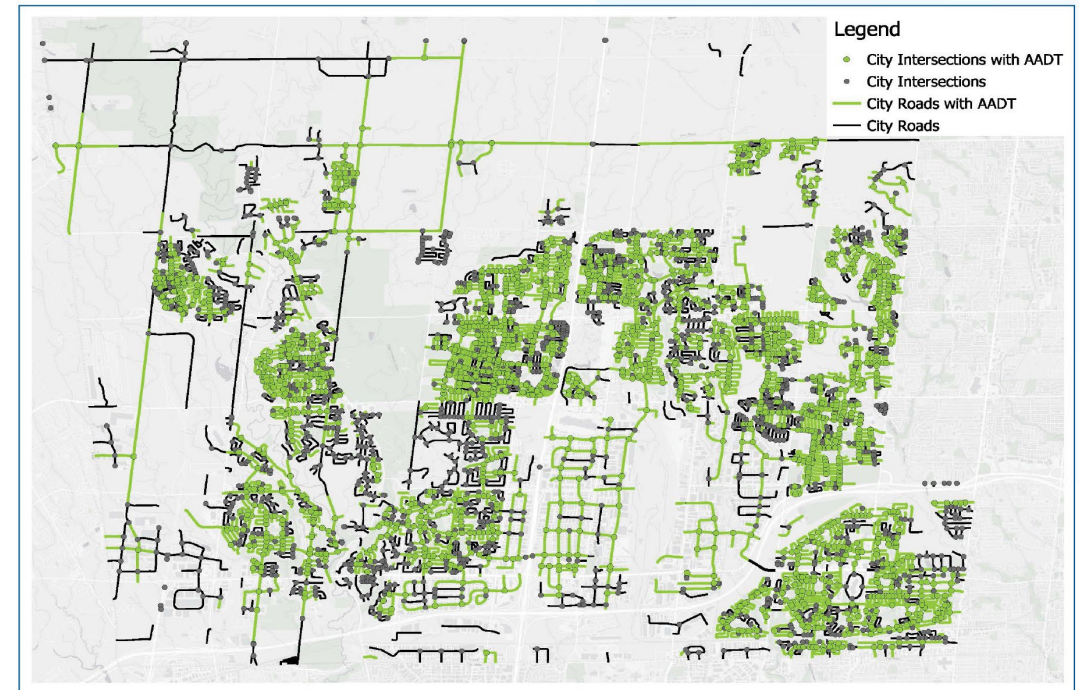 Legend
City Intersections with AADT
City Intersections
City Roads with AADT
City Roads